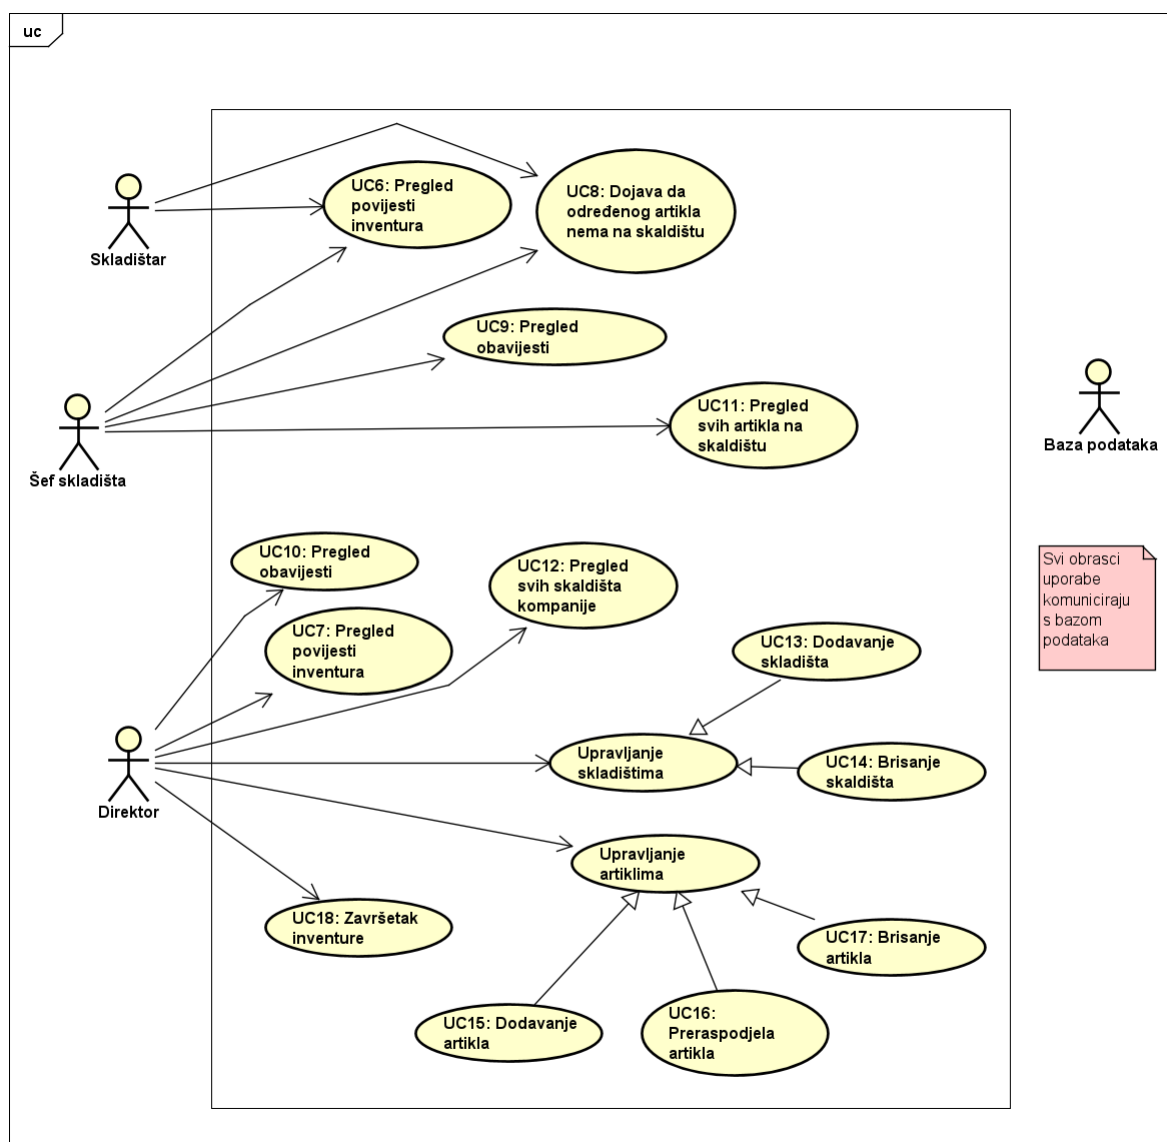 uc
UC6: Pregled
povijesti
inventura
UC8: Dojava da
određenog artikla
nema na skaldištu
Skladištar
UC9: Pregled
obavijesti
UC11: Pregled
svih artikla na
skaldištu
Šef skladišta
Baza podataka
UC10: Pregled
obavijesti
UC12: Pregled
svih skaldišta
kompanije
Svi obrasci
uporabe
komuniciraju
s bazom
podataka
UC7: Pregled
povijesti
inventura
UC13: Dodavanje
skladišta
Upravljanje
skladištima
UC14: Brisanje
skaldišta
Direktor
Upravljanje
artiklima
UC18: Završetak
inventure
UC17: Brisanje
artikla
UC15: Dodavanje
artikla
UC16:
Preraspodjela
artikla